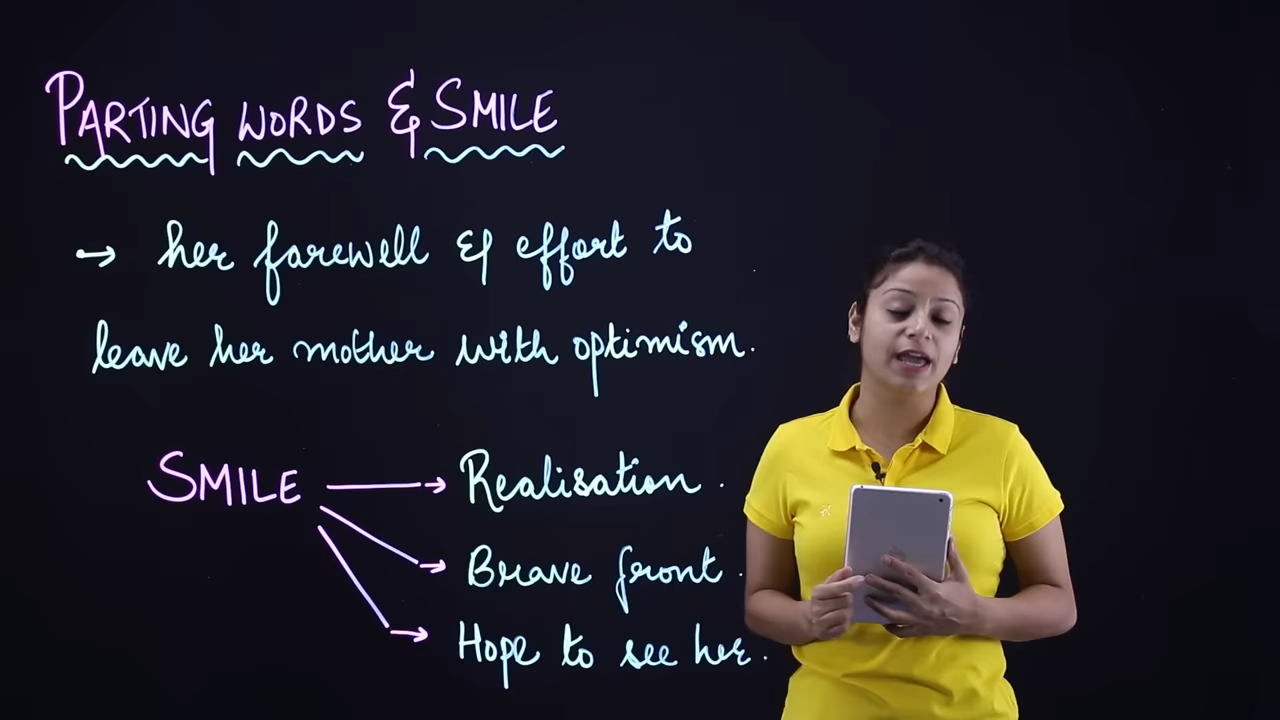 PARTING WORDS & SMILE
→ her farewell & effort to
leave her mother with optimism.
SMILE → Realisation.
→ Brave front.
→ Hope to see her.